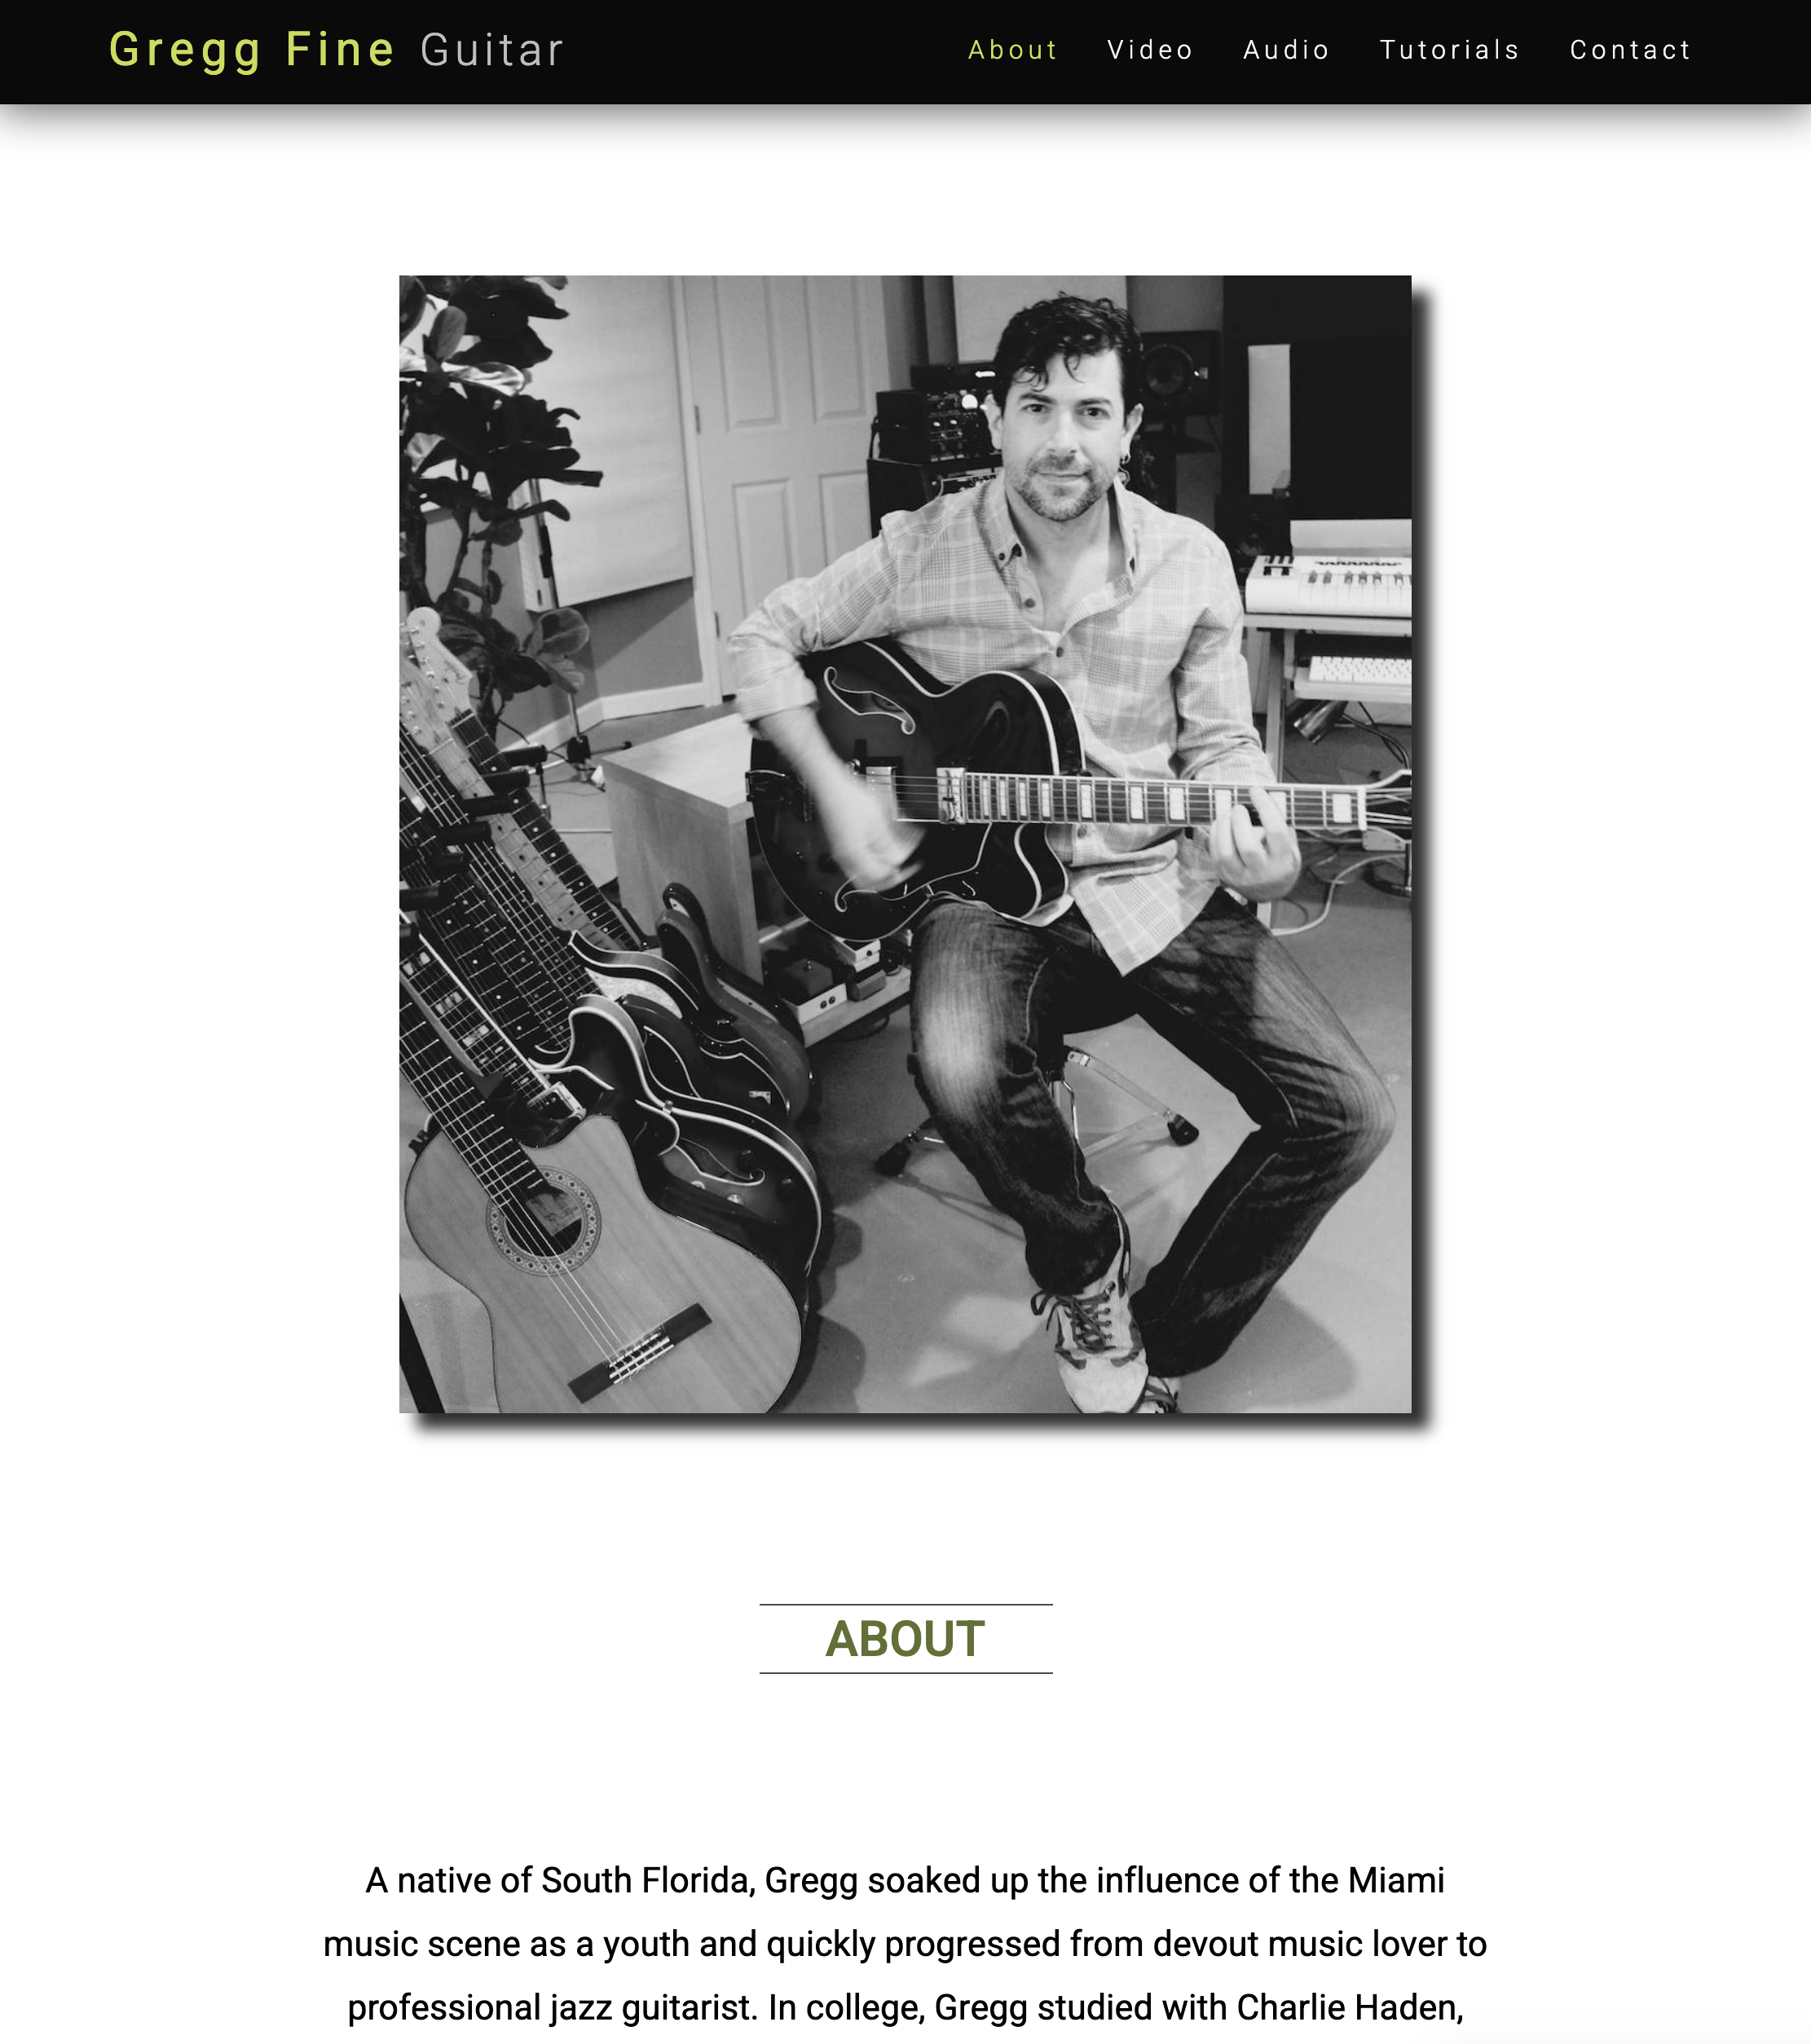 Gregg Fine Guitar
About Video Audio Tutorials Contact
ABOUT
A native of South Florida, Gregg soaked up the influence of the Miami
music scene as a youth and quickly progressed from devout music lover to
professional jazz guitarist. In college, Gregg studied with Charlie Haden,